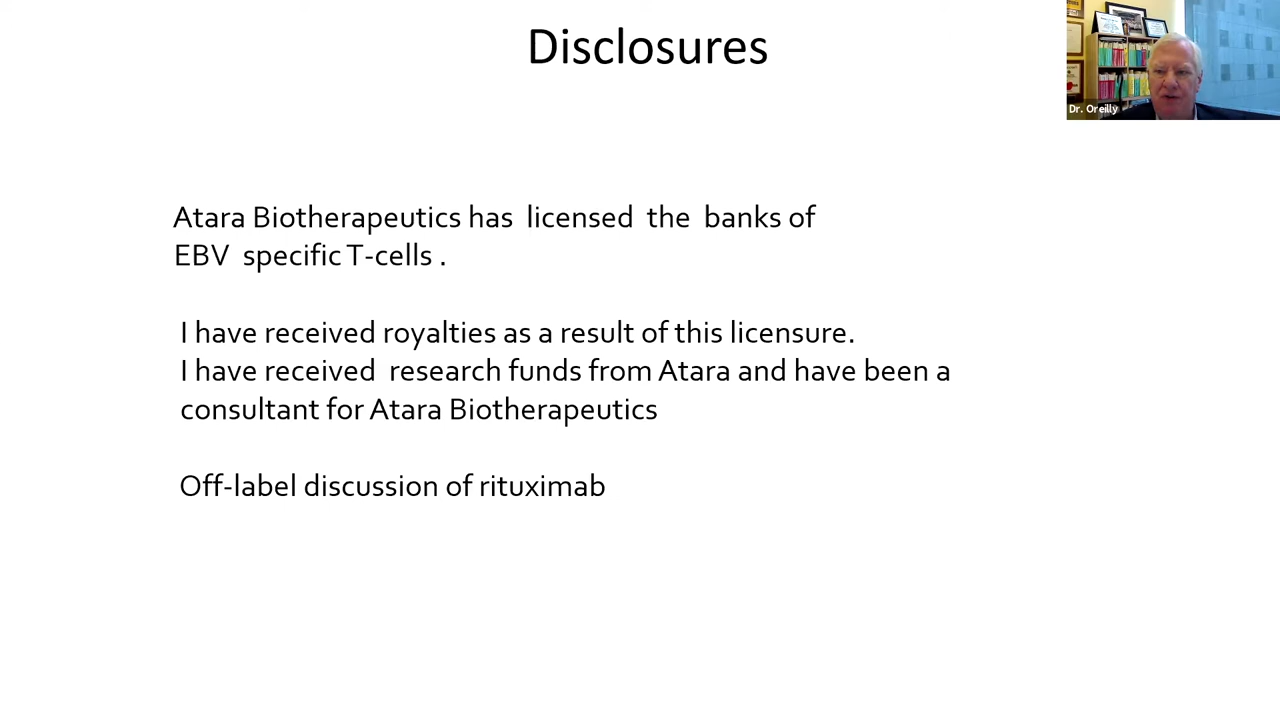 Disclosures
Dr. Oreilly
Atara Biotherapeutics has licensed the banks of
EBV specific T-cells .
I have received royalties as a result of this licensure.
I have received research funds from Atara and have been a
consultant for Atara Biotherapeutics
Off-label discussion of rituximab